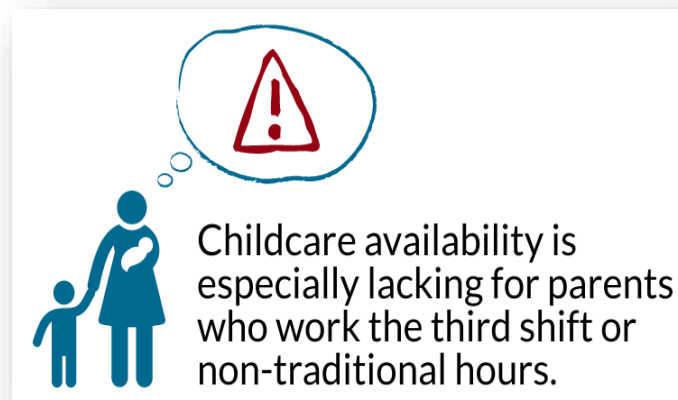 Childcare availability is
especially lacking for parents
who work the third shift or
non-traditional hours.